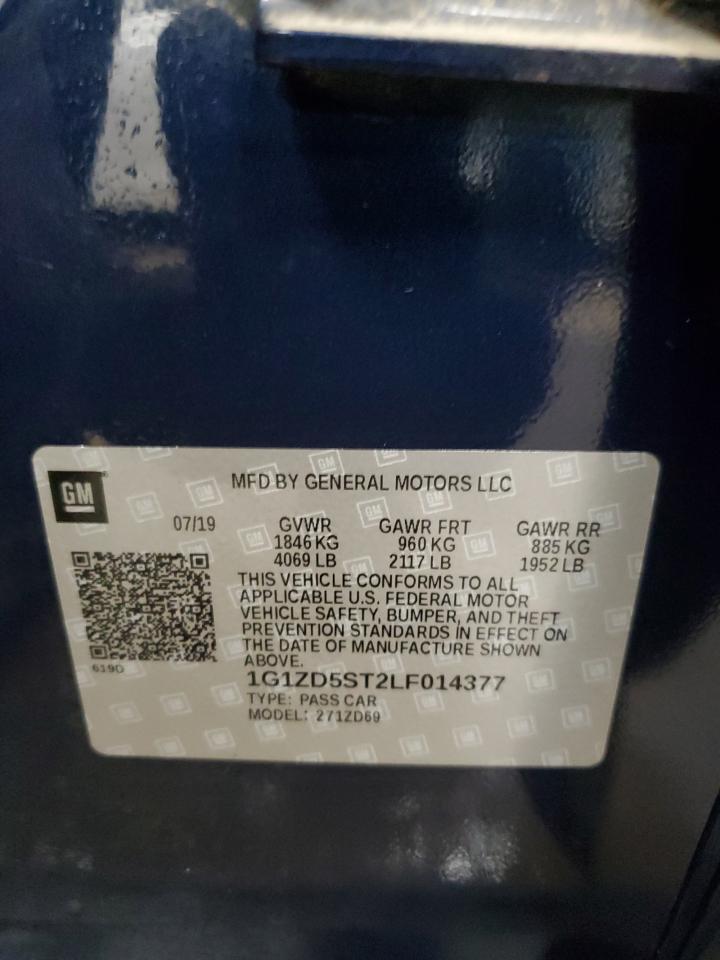 GM
MFD BY GENERAL MOTORS LLC
07/19 GVWR GAWR FRT GAWR RR
1846 KG 960 KG 885 KG
4069 LB 2117 LB 1952 LB
THIS VEHICLE CONFORMS TO ALL
APPLICABLE U.S. FEDERAL MOTOR
VEHICLE SAFETY, BUMPER, AND THEFT
PREVENTION STANDARDS IN EFFECT ON
THE DATE OF MANUFACTURE SHOWN
ABOVE.
619D
1G1ZD5ST2LF014377
TYPE: PASS CAR
MODEL: 271ZD69